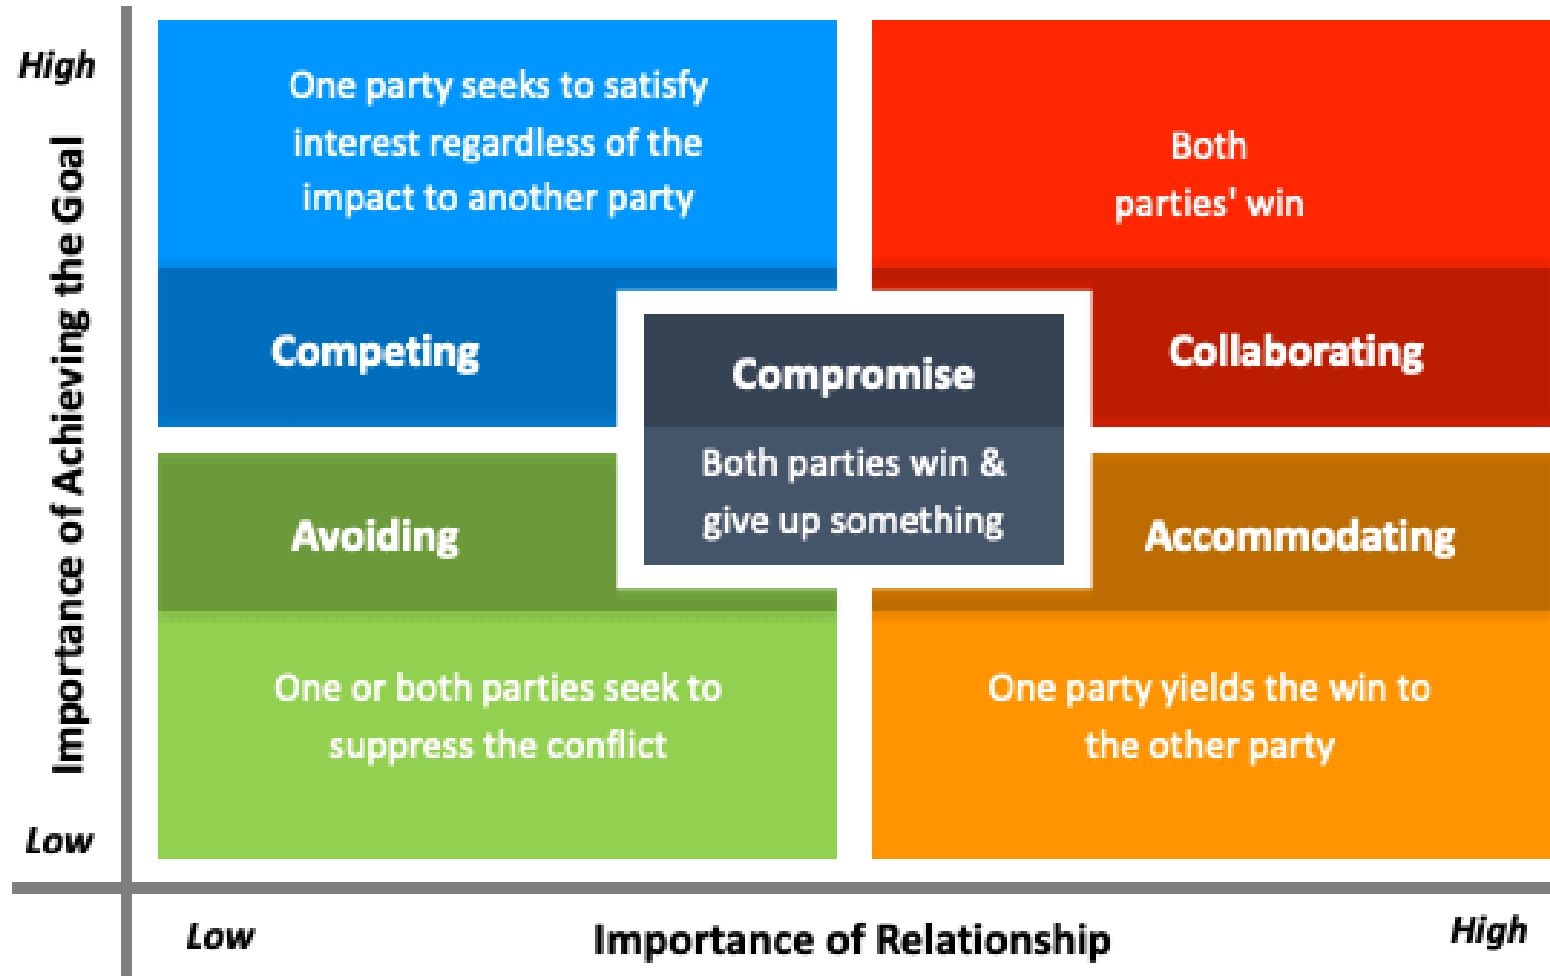 High
Importance of Achieving the Goal
Low
One party seeks to satisfy
interest regardless of the
impact to another party
Competing
Both
parties' win
Collaborating
Compromise
Both parties win &
give up something
Avoiding
One or both parties seek to
suppress the conflict
Accommodating
One party yields the win to
the other party
Low
Importance of Relationship
High